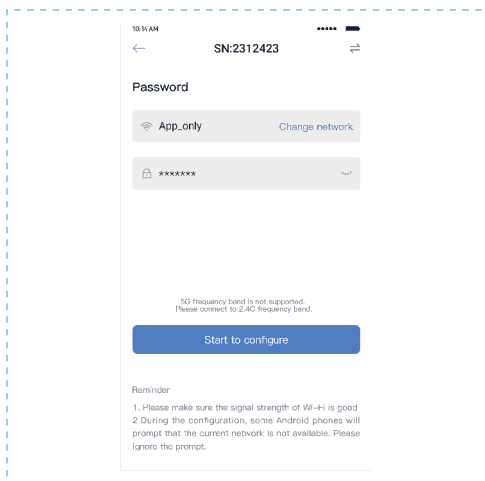 10:14 AM
SN:2312423
Password
App_only Change network
*******
5G frequancy band is not supported.
Please connect to 2.4G frequency band.
Start to configure
Reminder
1. Please make sure the signal strength of Wi-Fi is good
2.During the configuration, some Android phones will
prompt that the current network is not available. Please
ignore the prompt.